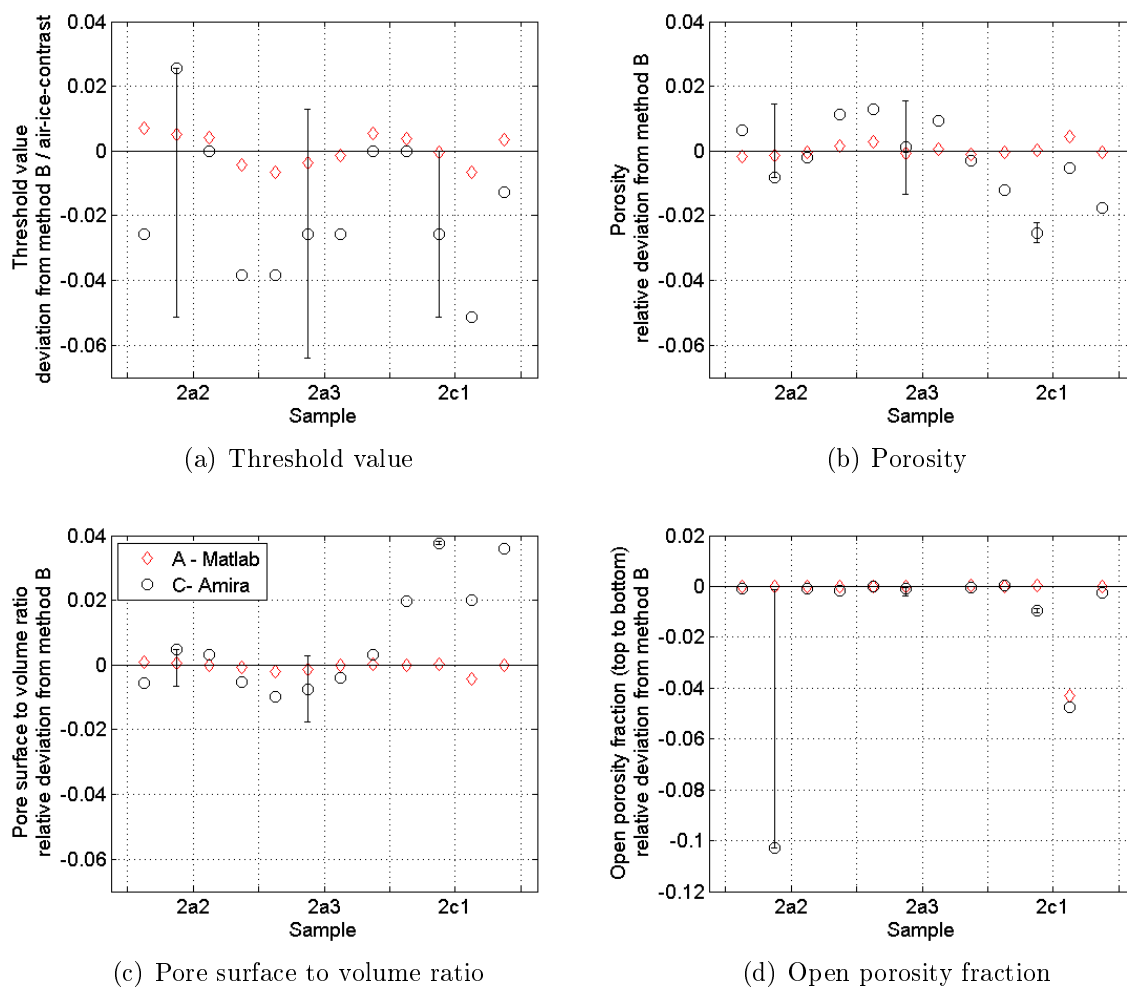 Threshold value
deviation from method B / air-ice-contrast
0.04
0.02
0
-0.02
-0.04
-0.06
2a2
2a3
2c1
Sample
(a) Threshold value
Porosity
relative deviation from method B
0.04
0.02
0
-0.02
-0.04
-0.06
2a2
2a3
2c1
Sample
(b) Porosity
Pore surface to volume ratio
relative deviation from method B
0.04
0.02
0
-0.02
-0.04
-0.06
A - Matlab
C- Amira
2a2
2a3
2c1
Sample
(c) Pore surface to volume ratio
Open porosity fraction (top to bottom)
relative deviation from method B
0.02
0
-0.02
-0.04
-0.06
-0.08
-0.1
-0.12
2a2
2a3
2c1
Sample
(d) Open porosity fraction